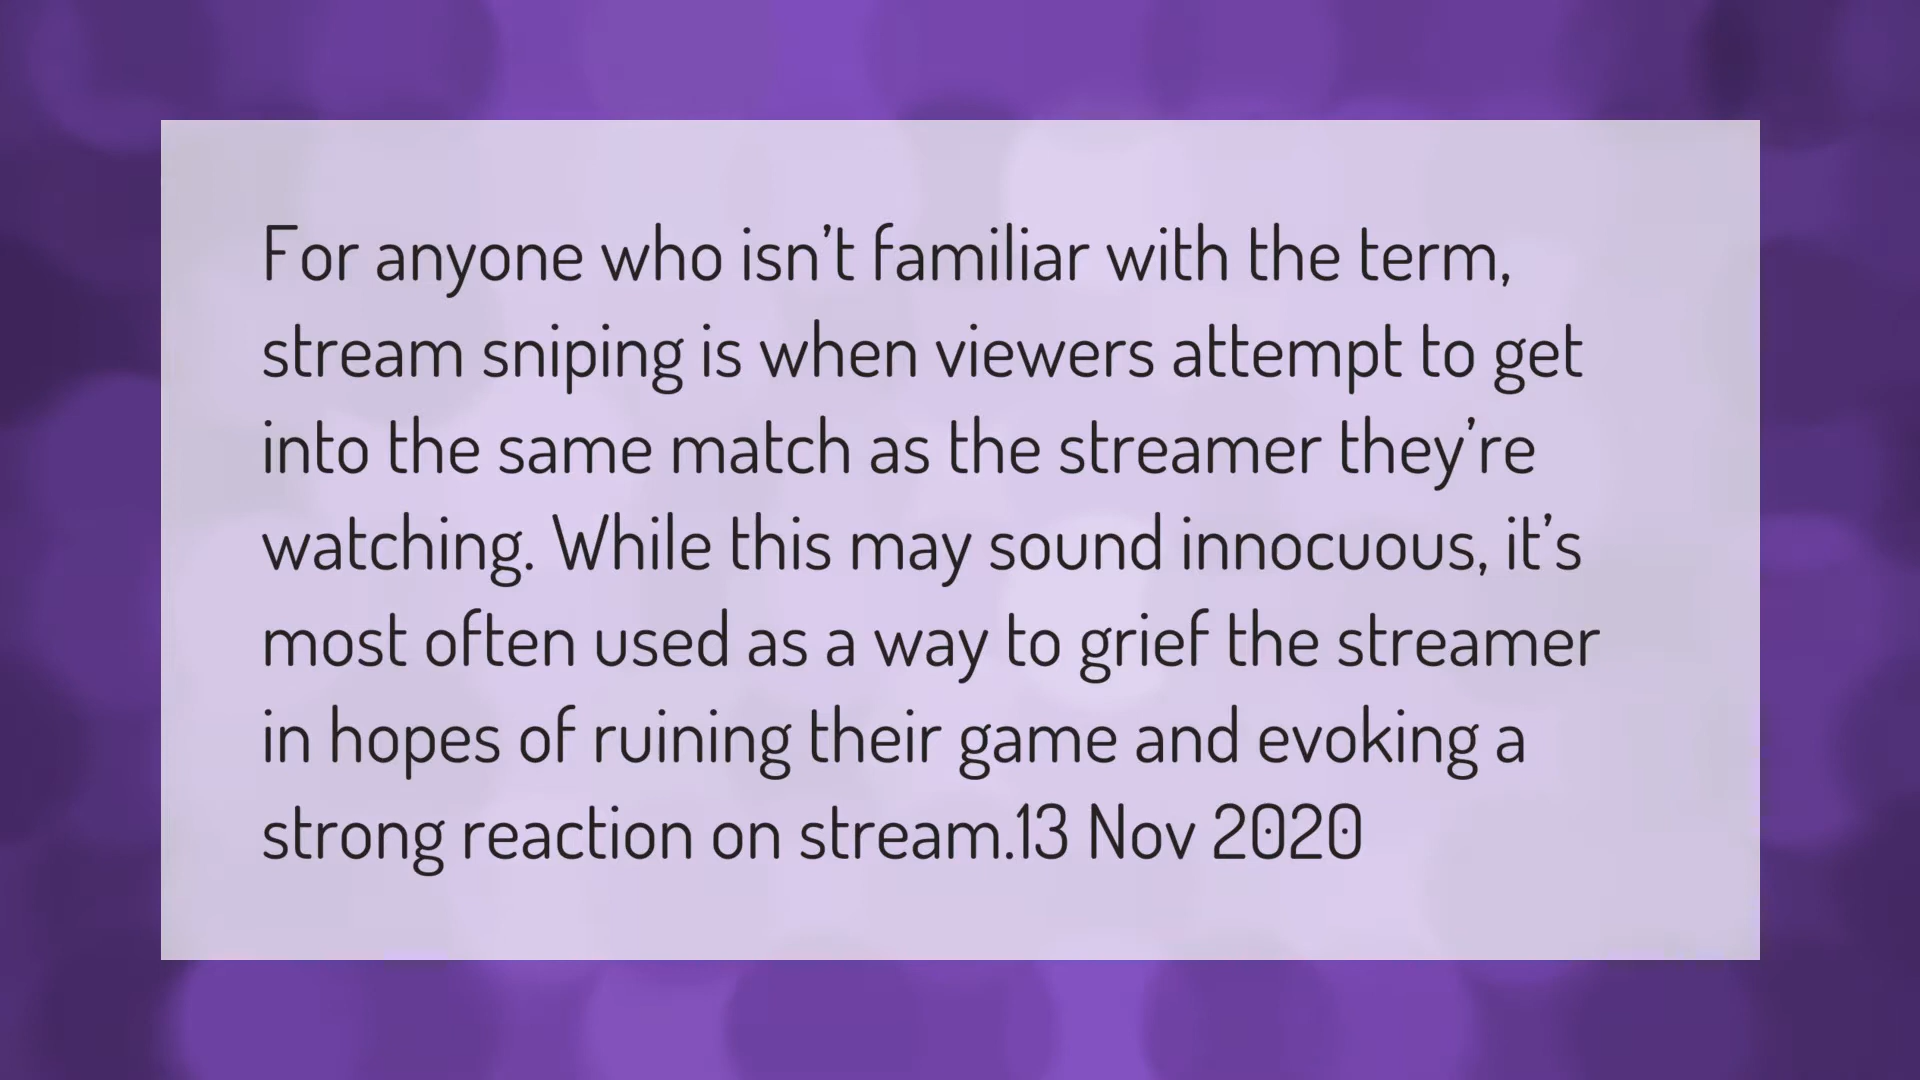 For anyone who isn’t familiar with the term,
stream sniping is when viewers attempt to get
into the same match as the streamer they’re
watching. While this may sound innocuous, it’s
most often used as a way to grief the streamer
in hopes of ruining their game and evoking a
strong reaction on stream.13 Nov 2020